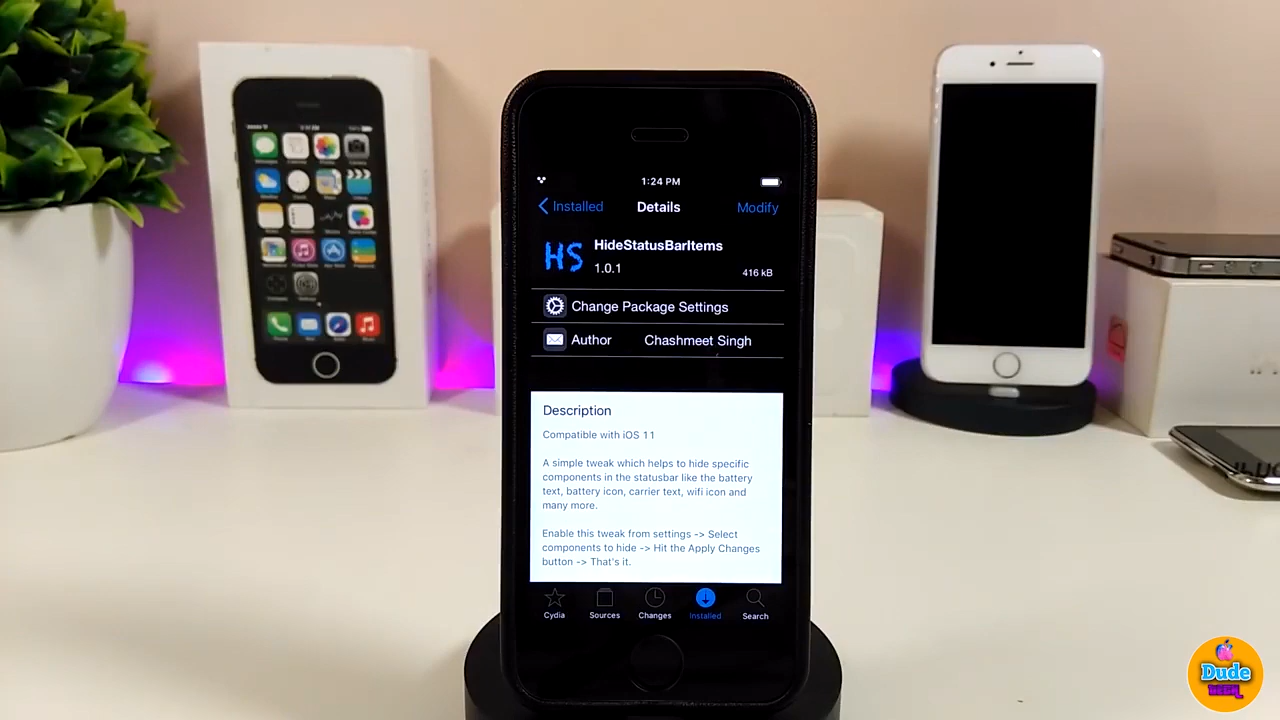 1:24 PM
Installed
Details
Modify
HS
HideStatusBarItems
1.0.1
416 kB
Change Package Settings
Author
Chashmeet Singh
Description
Compatible with iOS 11
A simple tweak which helps to hide specific
components in the statusbar like the battery
text, battery icon, carrier text, wifi icon and
many more.
Enable this tweak from settings -> Select
components to hide -> Hit the Apply Changes
button -> That's it.
Cydia
Sources
Changes
Installed
Search
Dude